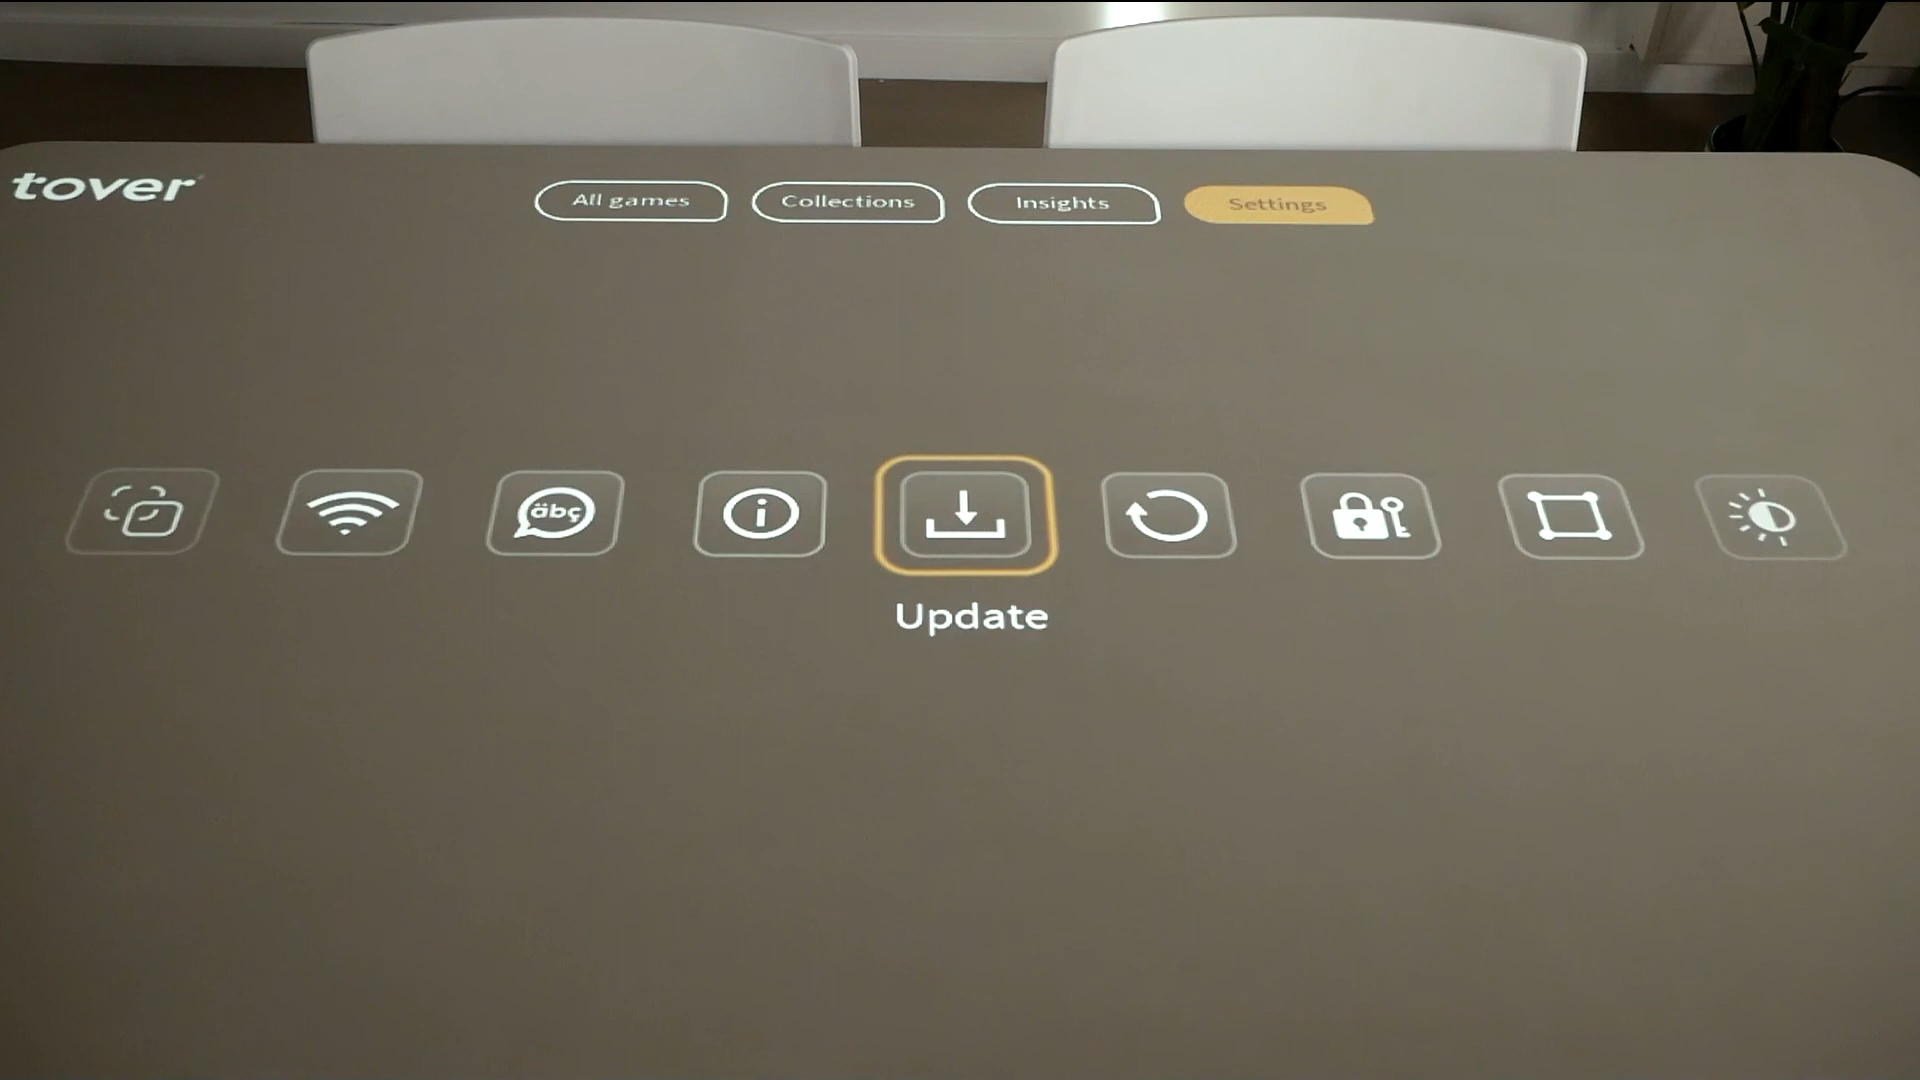 tover
All games
Collections
Insights
Settings
äbç
Update